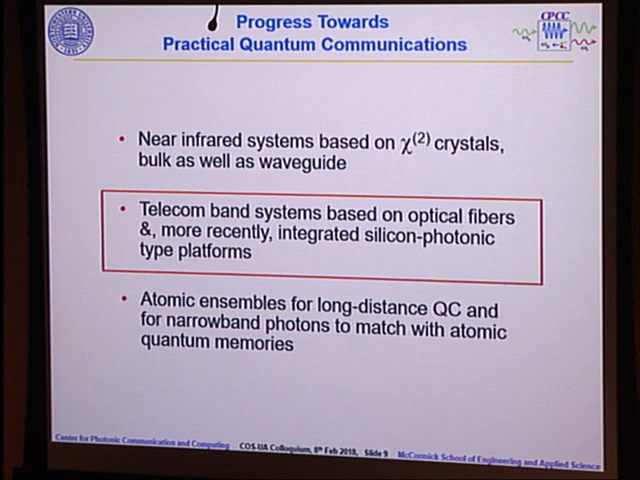 Progress Towards
Practical Quantum Communications
CPCC
• Near infrared systems based on χ(2) crystals,
bulk as well as waveguide
• Telecom band systems based on optical fibers
&, more recently, integrated silicon-photonic
type platforms
• Atomic ensembles for long-distance QC and
for narrowband photons to match with atomic
quantum memories
Center for Photonic Communication and Computing COS-UA Colloquium, 8th Feb 2018, Slide 9 McCormick School of Engineering and Applied Science